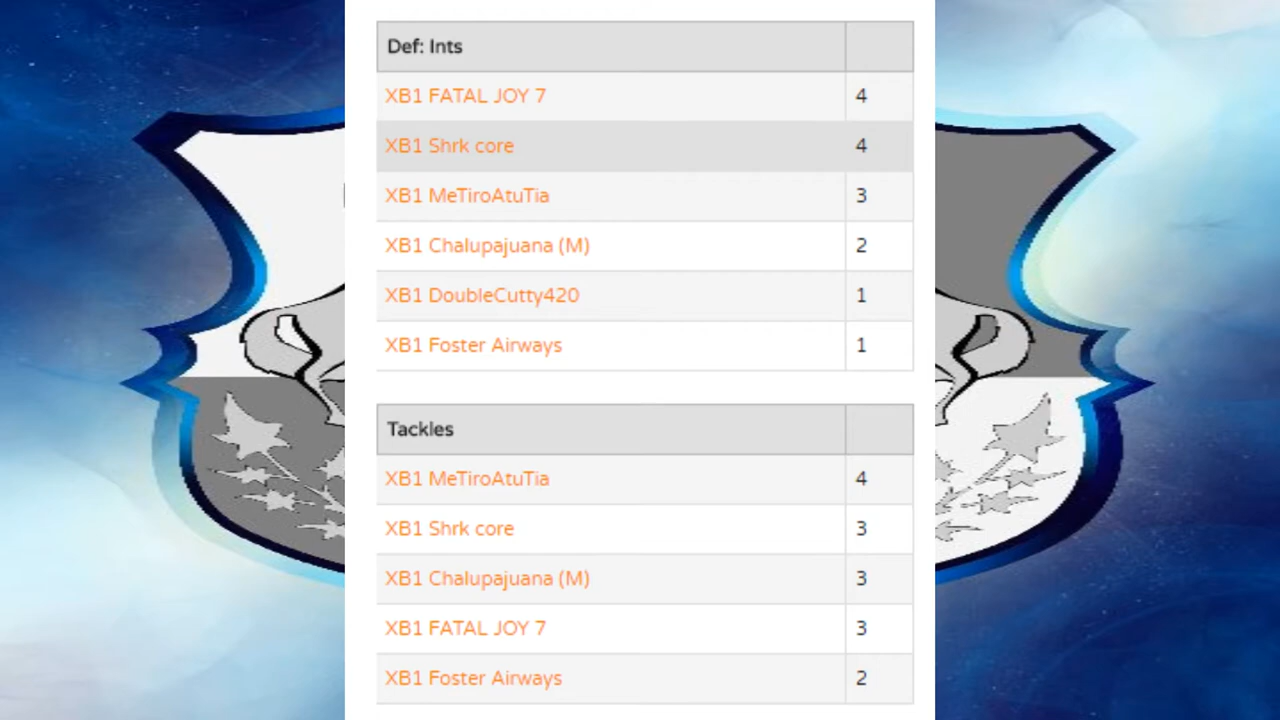 Def: Ints
XB1 FATAL JOY 7 4
XB1 Shrk core 4
XB1 MeTiroAtuTia 3
XB1 Chalupajuana (M) 2
XB1 DoubleCutty420 1
XB1 Foster Airways 1
Tackles
XB1 MeTiroAtuTia 4
XB1 Shrk core 3
XB1 Chalupajuana (M) 3
XB1 FATAL JOY 7 3
XB1 Foster Airways 2